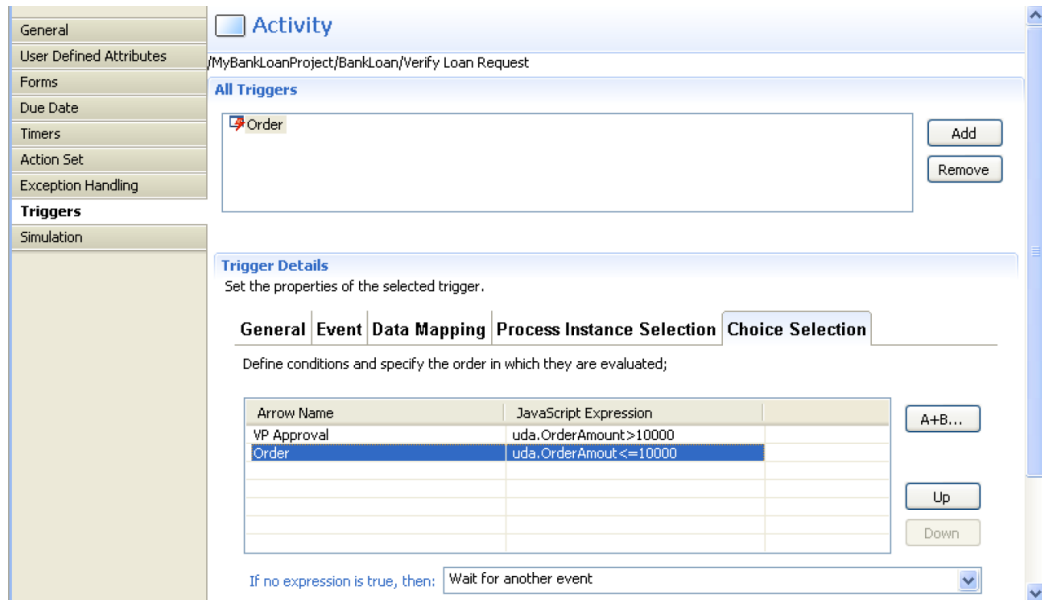 General
User Defined Attributes
Forms
Due Date
Timers
Action Set
Exception Handling
Triggers
Simulation
Activity
/MyBankLoanProject/BankLoan/Verify Loan Request
All Triggers
Order
Add
Remove
Trigger Details
Set the properties of the selected trigger.
General Event Data Mapping Process Instance Selection Choice Selection
Define conditions and specify the order in which they are evaluated;
Arrow Name JavaScript Expression
VP Approval uda.OrderAmount>10000
Order uda.OrderAmout<=10000
A+B...
Up
Down
If no expression is true, then: Wait for another event